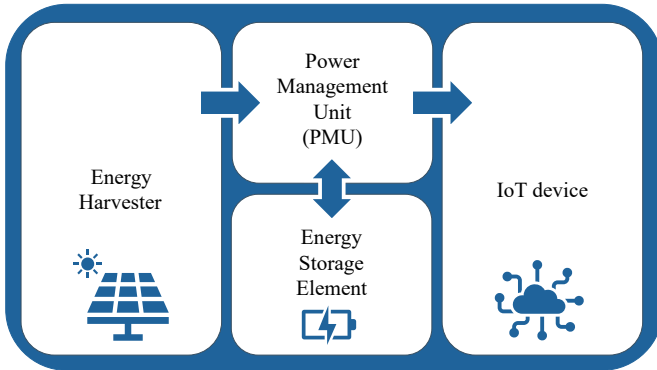 Energy
Harvester
Power
Management
Unit
(PMU)
Energy
Storage
Element
IoT device